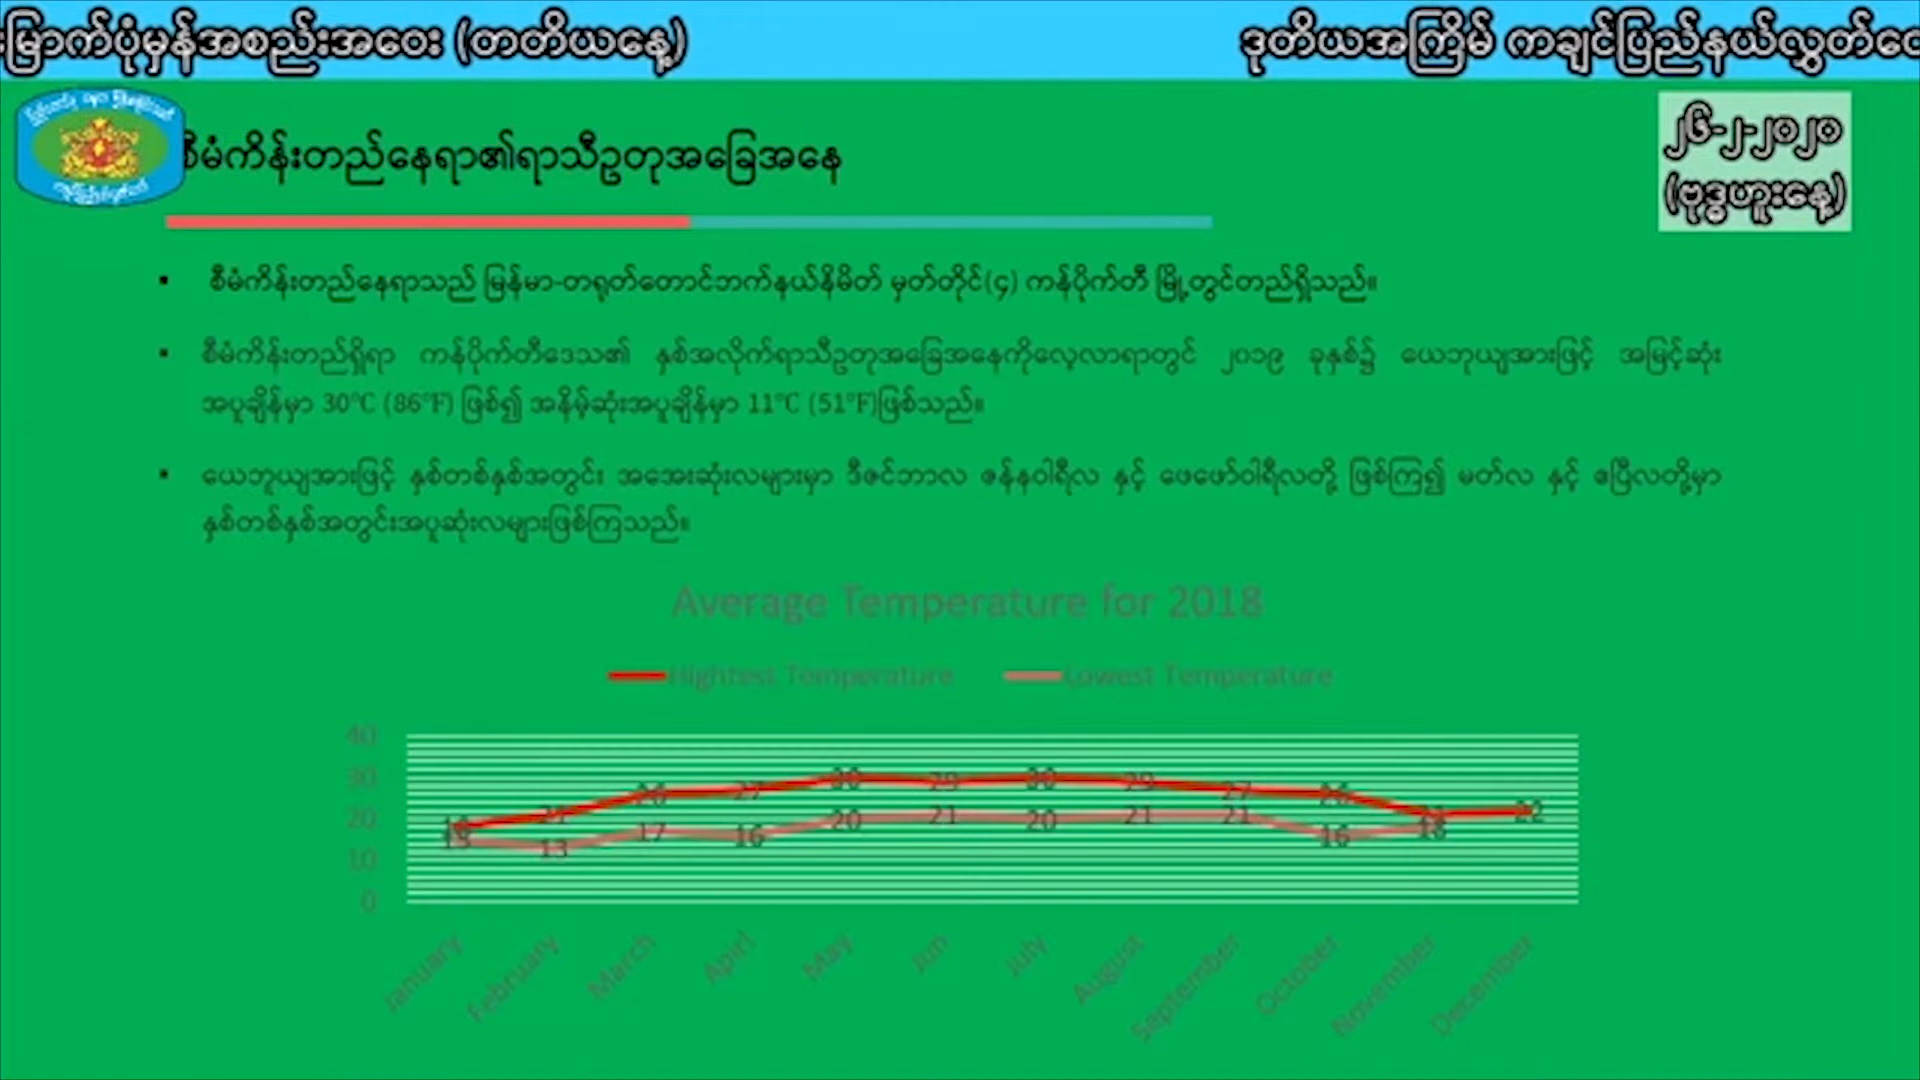 မြောက်ပုံမှန်အစည်းအဝေး (တတိယနေ့)
ဒုတိယအကြိမ် ကချင်ပြည်နယ်လွှတ်တေ
၂၆-၂-၂၀၂၀
(ဗုဒ္ဓဟူးနေ့)
စီမံကိန်းတည်နေရာ၏ရာသီဥတုအခြေအနေ
▪ စီမံကိန်းတည်နေရာသည် မြန်မာ-တရုတ်တောင်ဘက်နယ်နိမိတ် မှတ်တိုင်(၄) ကန်ပိုက်တီ မြို့တွင်တည်ရှိသည်။
▪ စီမံကိန်းတည်ရှိရာ ကန်ပိုက်တီဒေသ၏ နှစ်အလိုက်ရာသီဥတုအခြေအနေကိုလေ့လာရာတွင် ၂၀၁၉ ခုနှစ်၌ ယေဘုယျအားဖြင့် အမြင့်ဆုံး
အပူချိန်မှာ 30°C (86°F) ဖြစ်၍ အနိမ့်ဆုံးအပူချိန်မှာ 11°C (51°F)ဖြစ်သည်။
▪ ယေဘူယျအားဖြင့် နှစ်တစ်နှစ်အတွင်း အအေးဆုံးလများမှာ ဒီဇင်ဘာလ ဇန်နဝါရီလ နှင့် ဖေဖော်ဝါရီလတို့ ဖြစ်ကြ၍ မတ်လ နှင့် ဧပြီလတို့မှာ
နှစ်တစ်နှစ်အတွင်းအပူဆုံးလများဖြစ်ကြသည်။
Average Temperature for 2018
Hightest Temperature Lowest Temperature
40
30
20
10
0
21 26 27 30 29 30 29 27 26 21 22
13 17 16 20 21 20 21 21 16 18
January February March Apirl May Jun July August September October November December